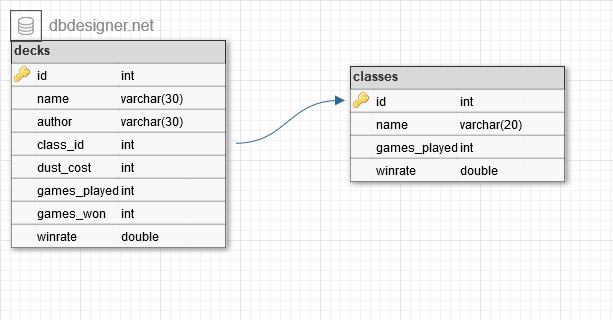 dbdesigner.net
decks
id int
name varchar(30)
author varchar(30)
class_id int
dust_cost int
games_played int
games_won int
winrate double
classes
id int
name varchar(20)
games_played int
winrate double